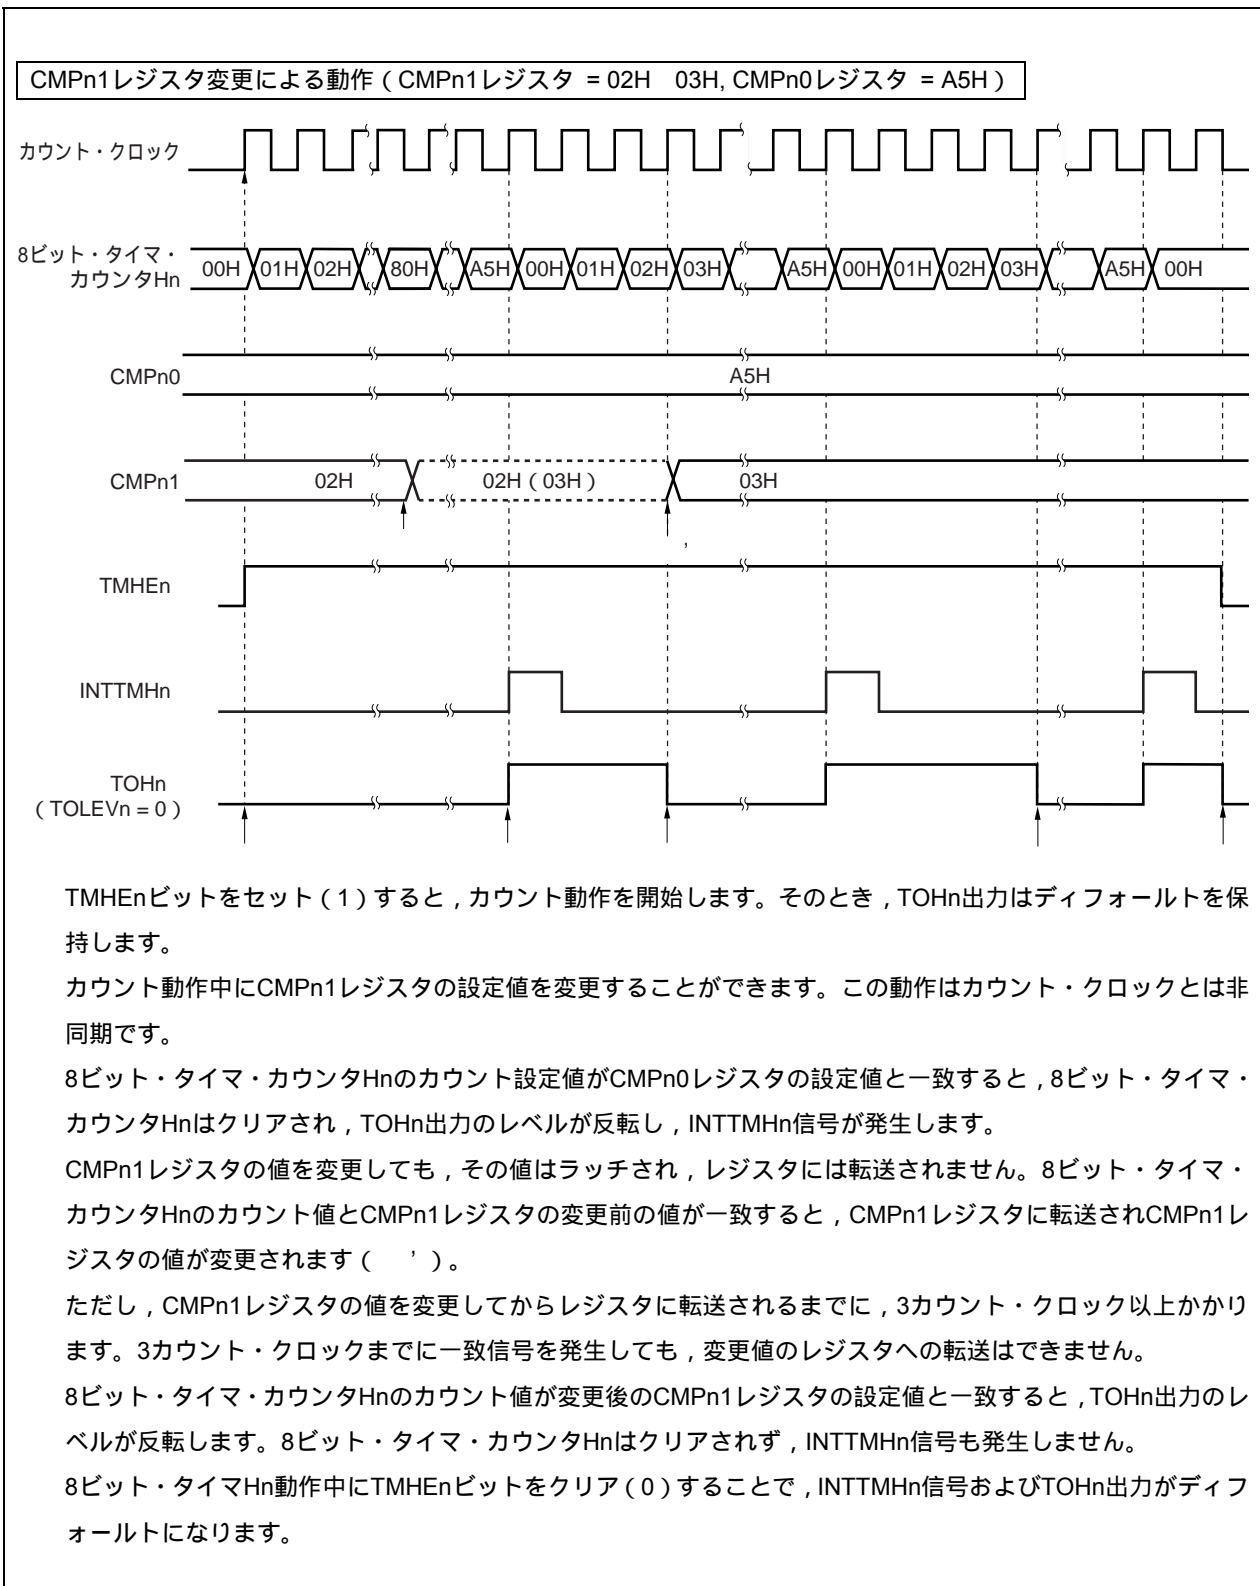 CMPn1レジスタ変更による動作（CMPn1レジスタ = 02H　03H, CMPn0レジスタ = A5H）
カウント・クロック
8ビット・タイマ・
カウンタHn
00H 01H 02H 80H A5H 00H 01H 02H 03H A5H 00H 01H 02H 03H A5H 00H
CMPn0
A5H
CMPn1
02H 02H（03H） 03H
’
TMHEn
INTTMHn
TOHn
（TOLEVn = 0）
TMHEnビットをセット（1）すると，カウント動作を開始します。そのとき，TOHn出力はディフォールトを保
持します。
カウント動作中にCMPn1レジスタの設定値を変更することができます。この動作はカウント・クロックとは非
同期です。
8ビット・タイマ・カウンタHnのカウント設定値がCMPn0レジスタの設定値と一致すると，8ビット・タイマ・
カウンタHnはクリアされ，TOHn出力のレベルが反転し，INTTMHn信号が発生します。
CMPn1レジスタの値を変更しても，その値はラッチされ，レジスタには転送されません。8ビット・タイマ・
カウンタHnのカウント値とCMPn1レジスタの変更前の値が一致すると，CMPn1レジスタに転送されCMPn1レ
ジスタの値が変更されます（　’）。
ただし，CMPn1レジスタの値を変更してからレジスタに転送されるまでに，3カウント・クロック以上かかり
ます。3カウント・クロックまでに一致信号を発生しても，変更値のレジスタへの転送はできません。
8ビット・タイマ・カウンタHnのカウント値が変更後のCMPn1レジスタの設定値と一致すると，TOHn出力のレ
ベルが反転します。8ビット・タイマ・カウンタHnはクリアされず，INTTMHn信号も発生しません。
8ビット・タイマHn動作中にTMHEnビットをクリア（0）することで，INTTMHn信号およびTOHn出力がディフ
ォールトになります。